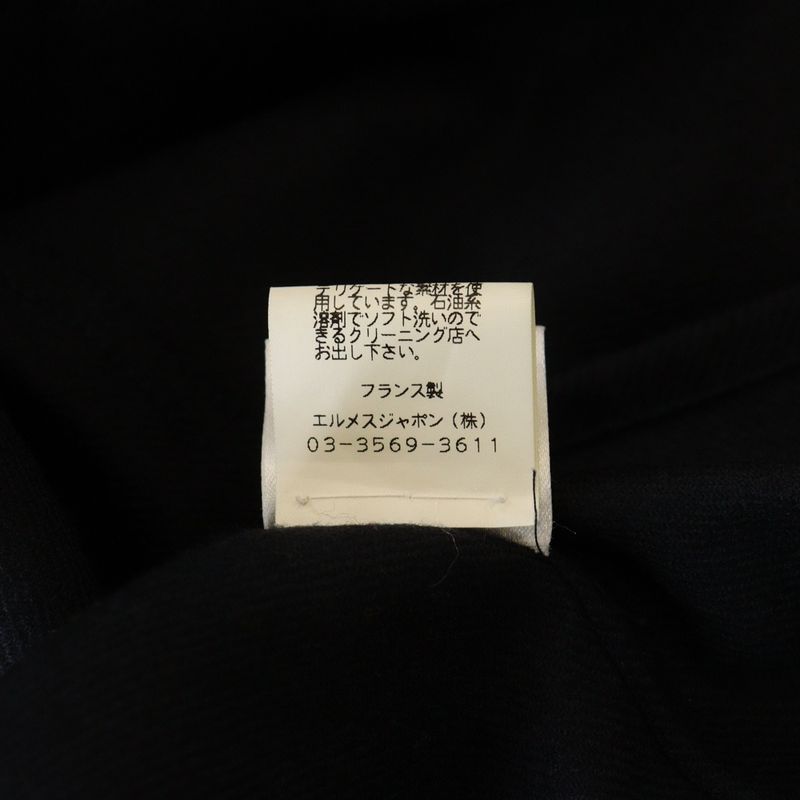 デリケートな素材を使
用しています。石油系
溶剤でソフト洗いので
きるクリーニング店へ
お出し下さい。
フランス製
エルメスジャポン(株)
03-3569-3611